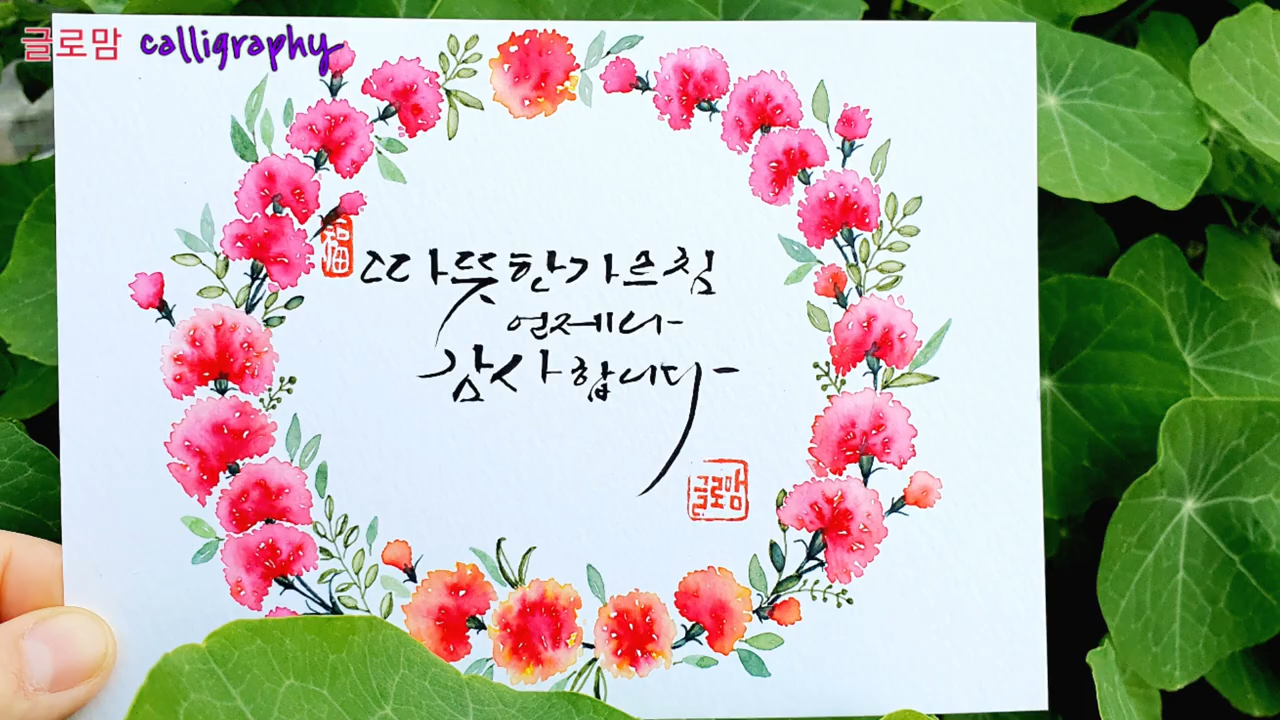 글로맘 calligraphy
福
따뜻한가르침
언제나
감사합니다
글로맘